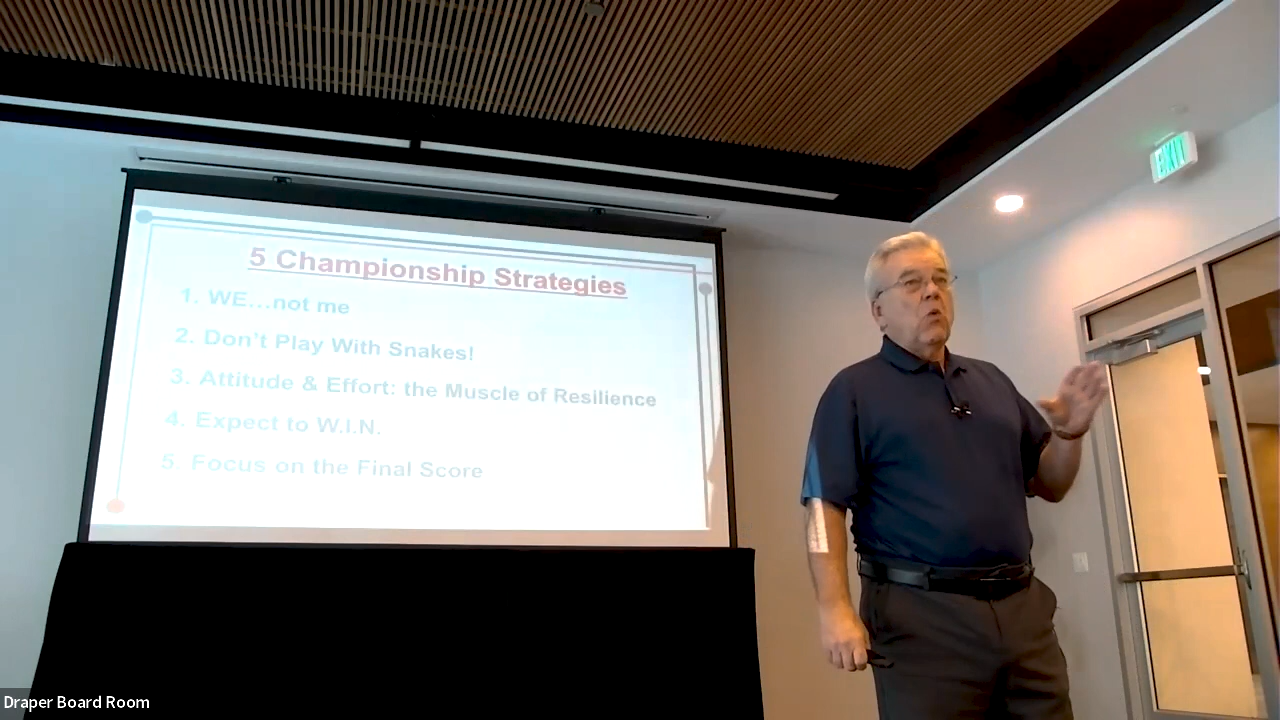 EXIT
5 Championship Strategies
1. WE...not me
2. Don't Play With Snakes!
3. Attitude & Effort: the Muscle of Resilience
4. Expect to W.I.N.
5. Focus on the Final Score
Draper Board Room